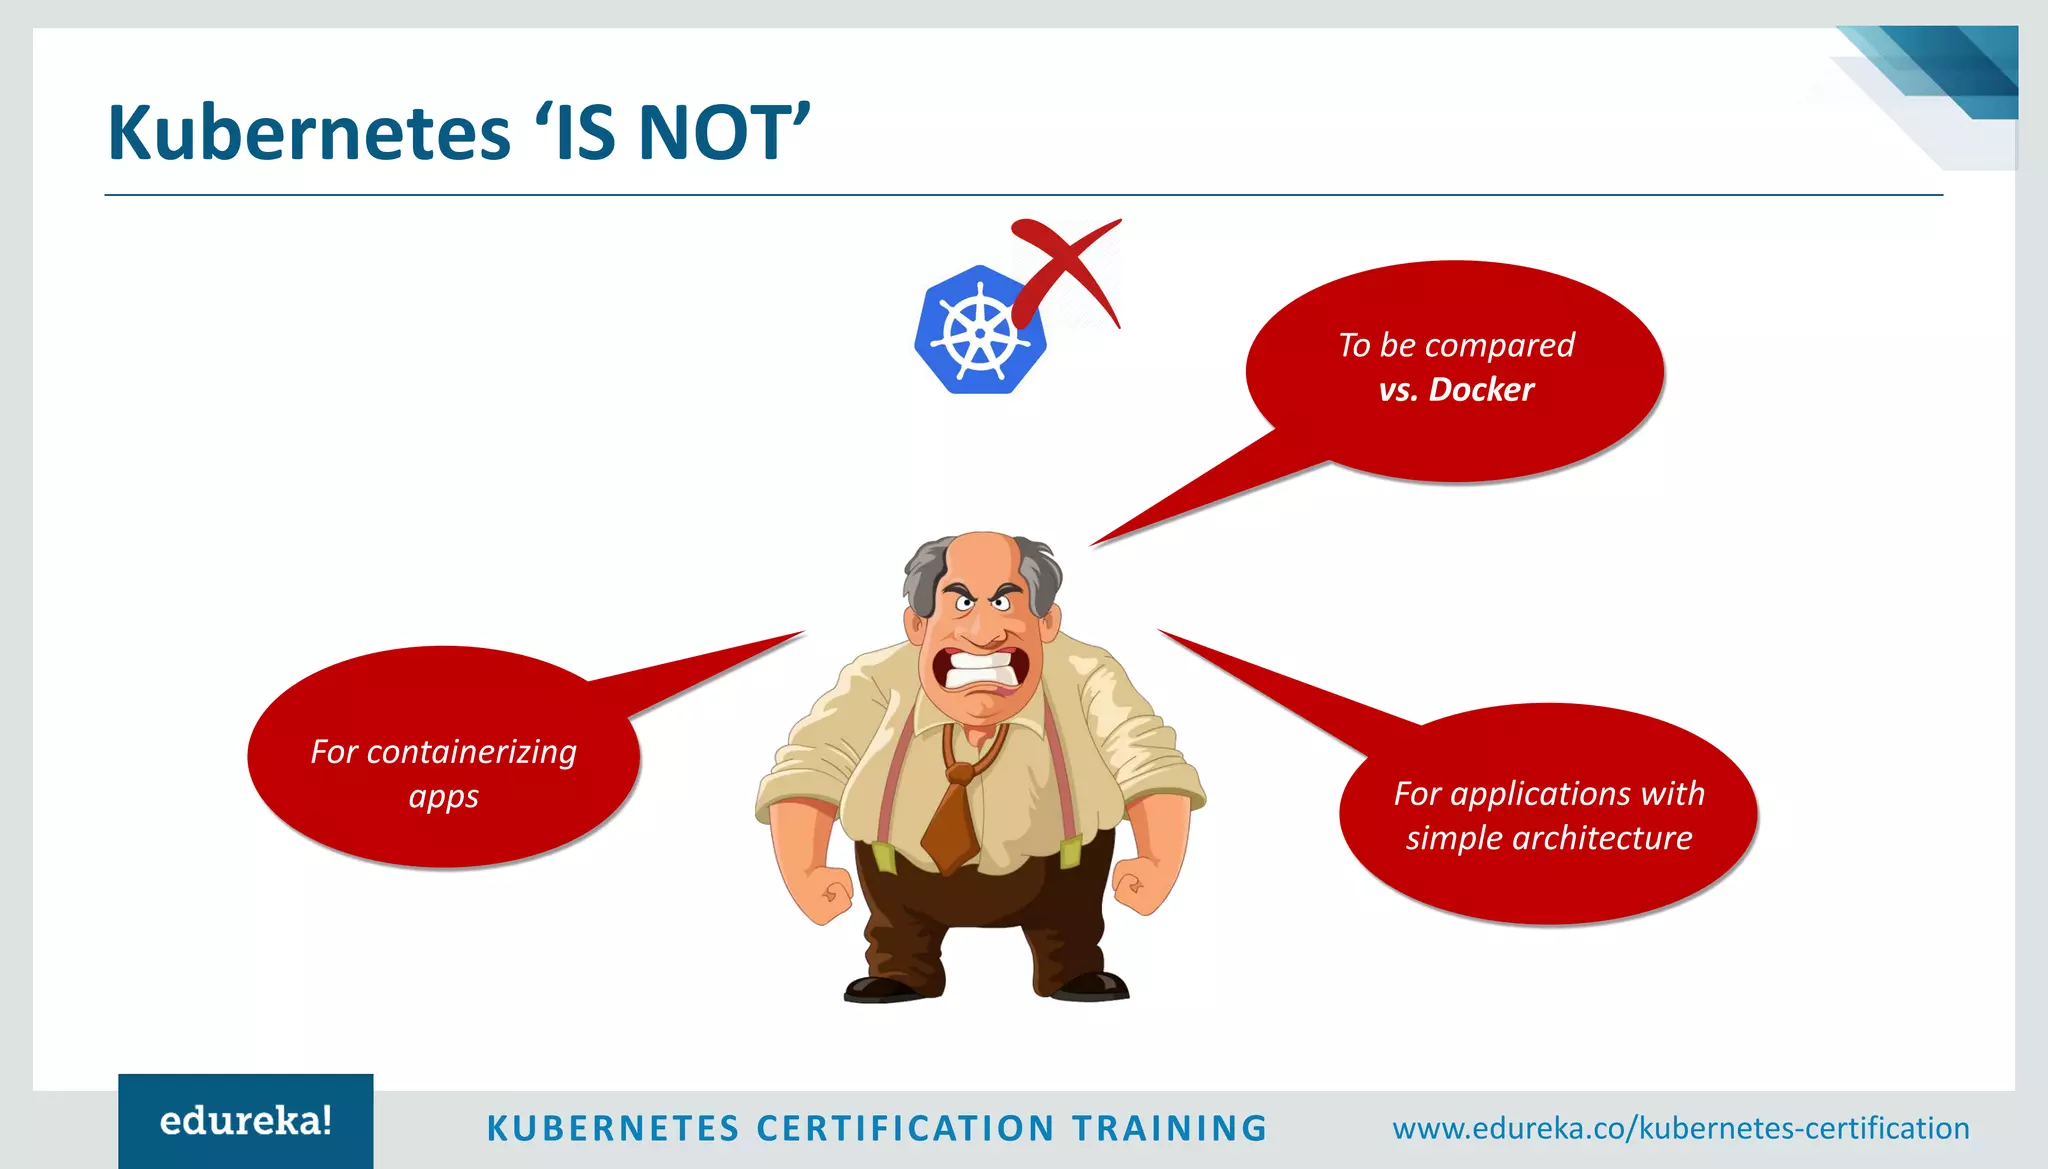 Kubernetes ‘IS NOT’
To be compared
vs. Docker
For containerizing
apps
For applications with
simple architecture
edureka!
KUBERNETES CERTIFICATION TRAINING
www.edureka.co/kubernetes-certification